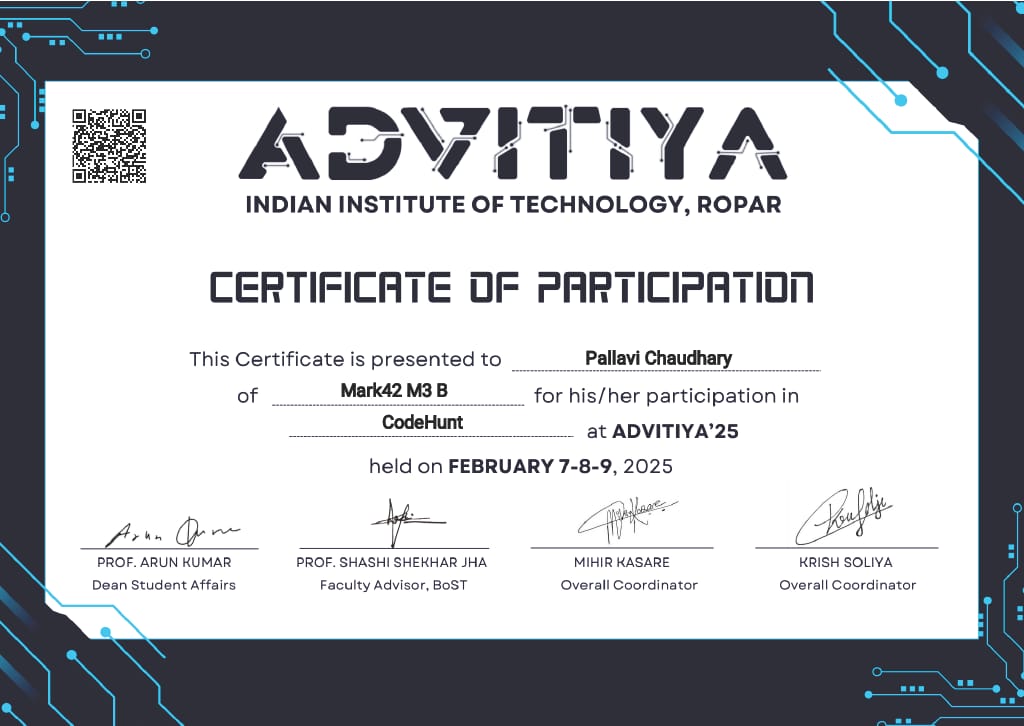 ADVITIYA
INDIAN INSTITUTE OF TECHNOLOGY, ROPAR
CERTIFICATE OF PARTICIPATION
This Certificate is presented to Pallavi Chaudhary
of Mark42 M3 B for his/her participation in
CodeHunt at ADVITIYA’25
held on FEBRUARY 7-8-9, 2025
PROF. ARUN KUMAR
Dean Student Affairs
PROF. SHASHI SHEKHAR JHA
Faculty Advisor, BoST
MIHIR KASARE
Overall Coordinator
KRISH SOLIYA
Overall Coordinator